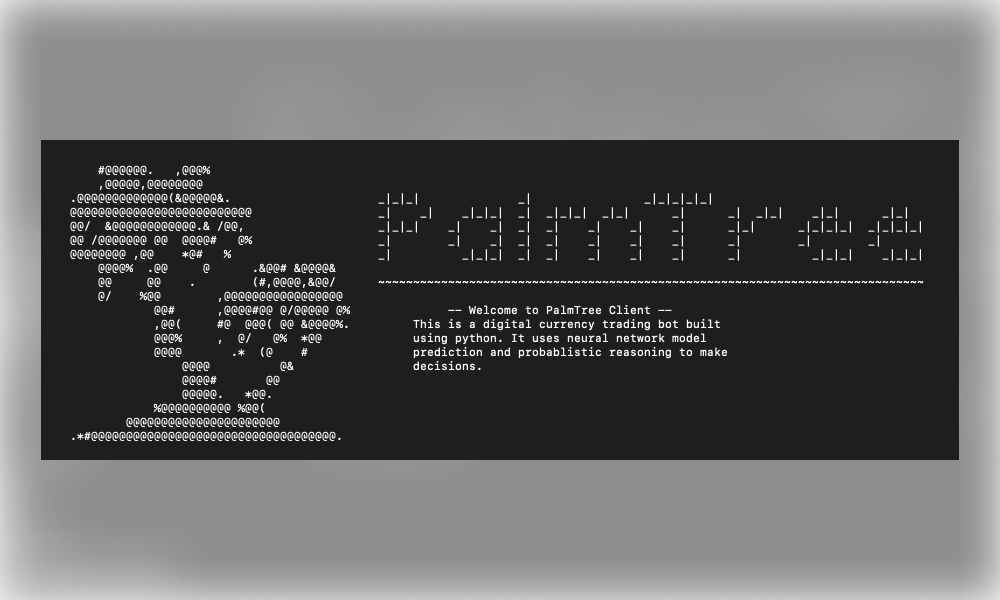 PalmTree
-- Welcome to PalmTree Client --
This is a digital currency trading bot built
using python. It uses neural network model
prediction and probablistic reasoning to make
decisions.